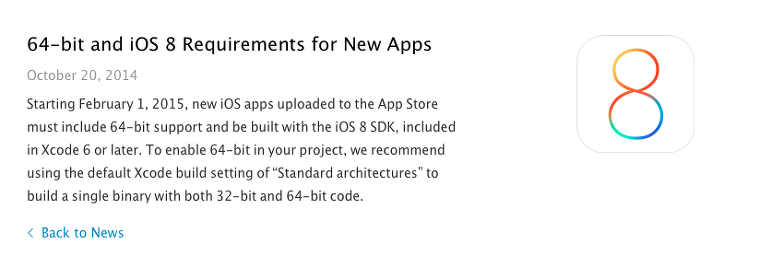 64-bit and iOS 8 Requirements for New Apps
October 20, 2014
Starting February 1, 2015, new iOS apps uploaded to the App Store
must include 64-bit support and be built with the iOS 8 SDK, included
in Xcode 6 or later. To enable 64-bit in your project, we recommend
using the default Xcode build setting of “Standard architectures” to
build a single binary with both 32-bit and 64-bit code.
< Back to News
8